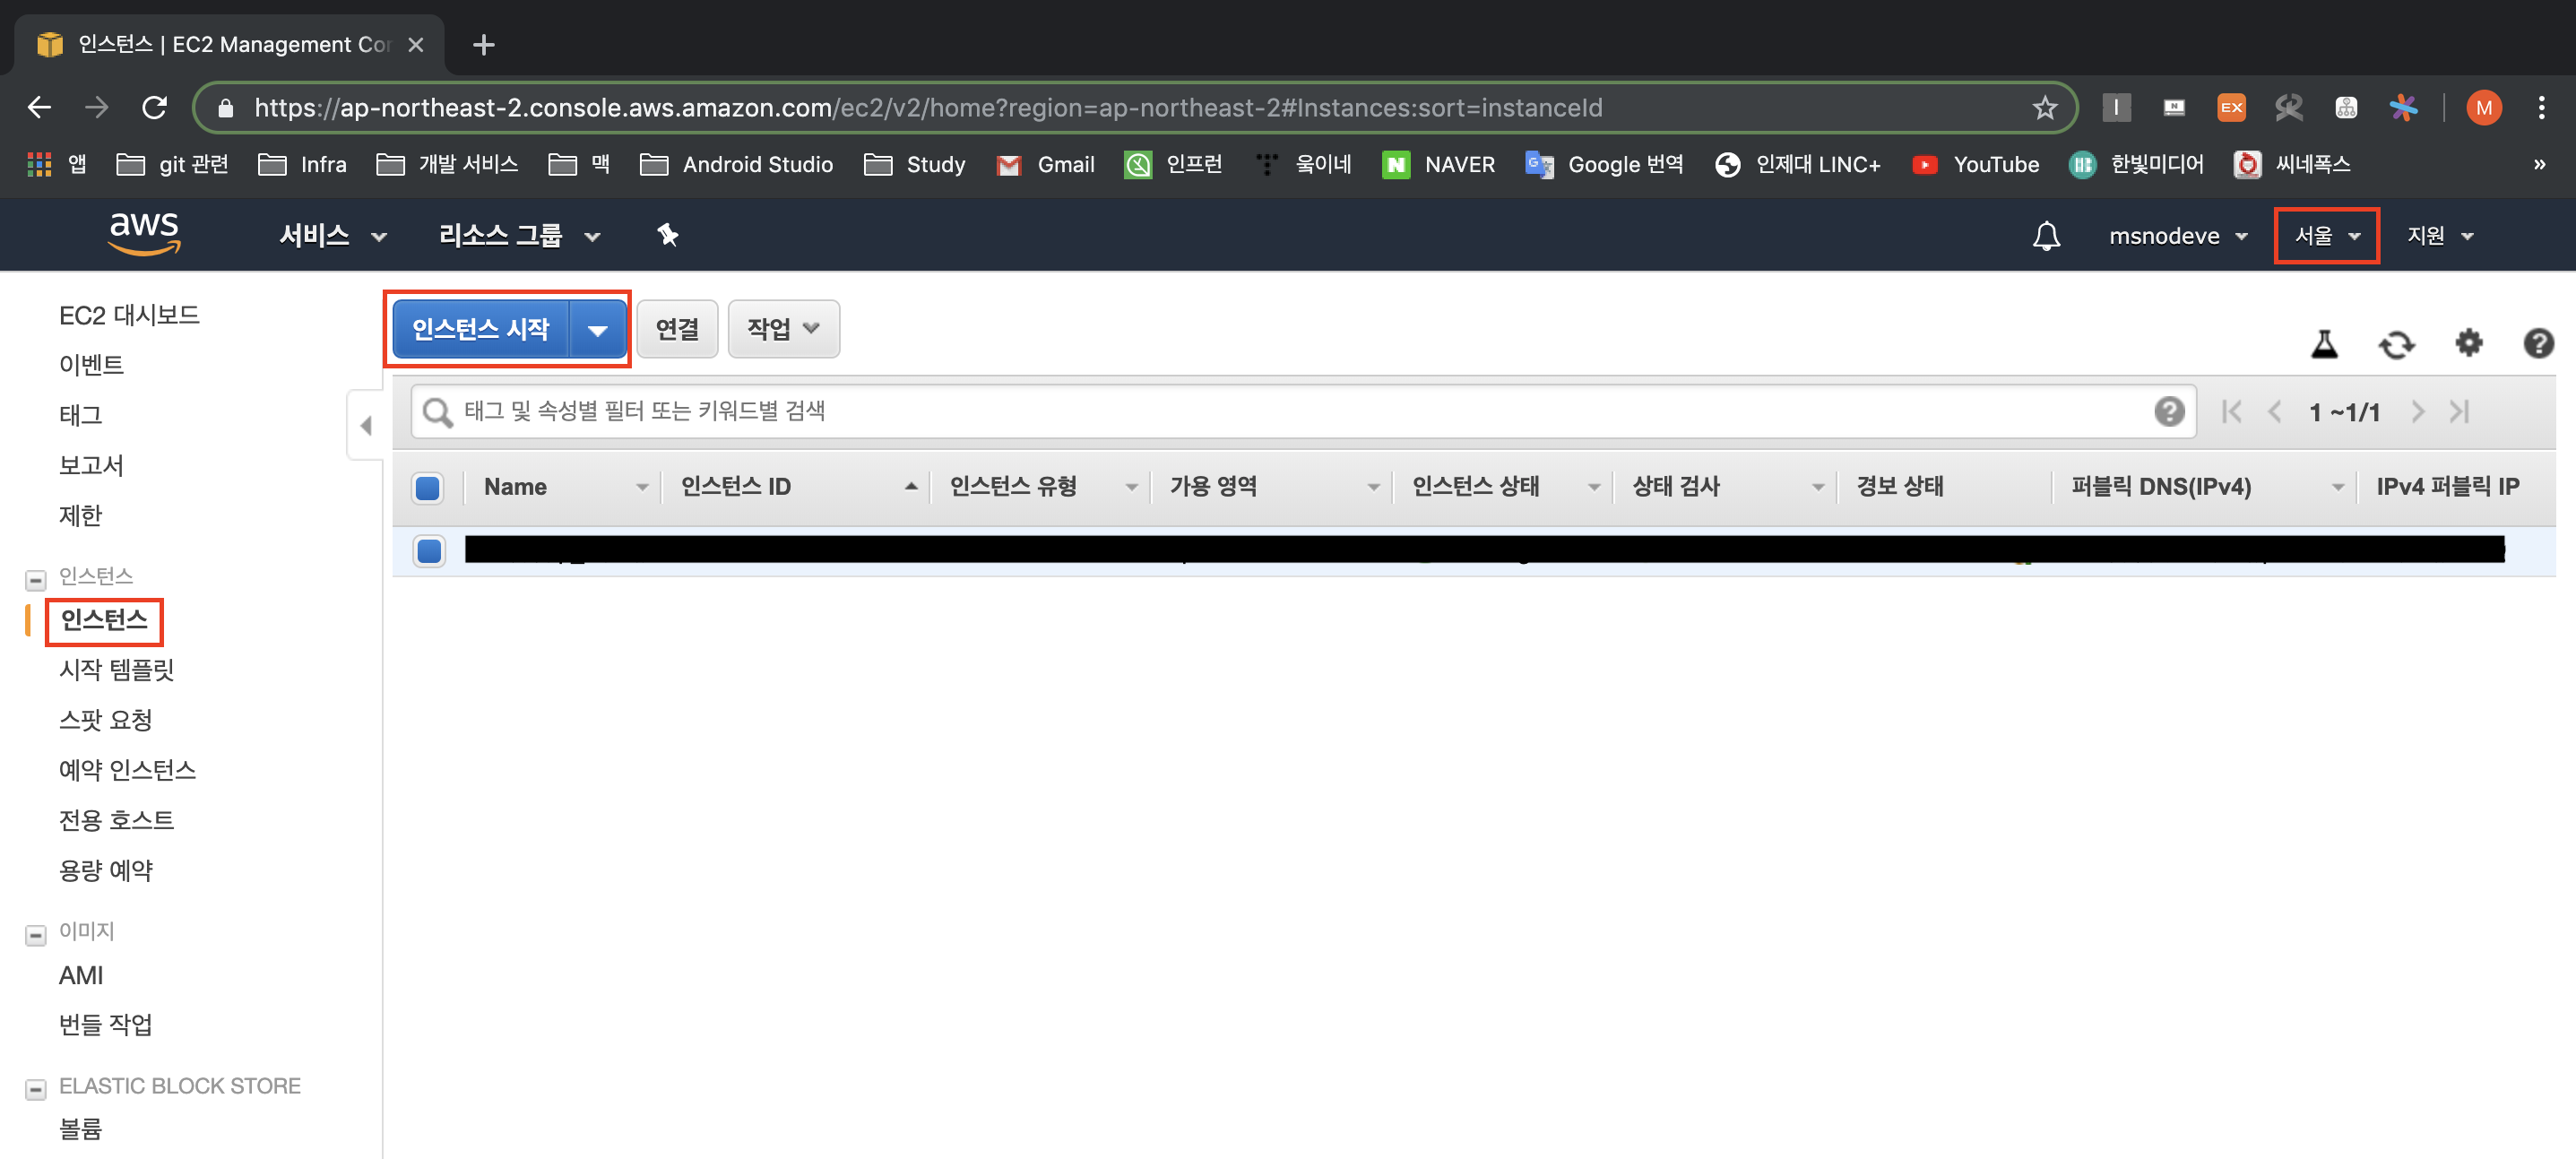 인스턴스 | EC2 Management Cor
https://ap-northeast-2.console.aws.amazon.com/ec2/v2/home?region=ap-northeast-2#Instances:sort=instanceId
EX
M
앱 git 관련 Infra 개발 서비스 맥 Android Studio Study Gmail 인프런 욯이네 NAVER Google 번역 인제대 LINC+ YouTube 한빛미디어 씨네폭스 »
aws 서비스 리소스 그룹 msnodeve 서울 지원
EC2 대시보드
이벤트
태그
보고서
제한
인스턴스
인스턴스
시작 템플릿
스팟 요청
예약 인스턴스
전용 호스트
용량 예약
이미지
AMI
번들 작업
ELASTIC BLOCK STORE
볼륨
인스턴스 시작 연결 작업
태그 및 속성별 필터 또는 키워드별 검색
1 ~1/1
Name 인스턴스 ID 인스턴스 유형 가용 영역 인스턴스 상태 상태 검사 경보 상태 퍼블릭 DNS(IPv4) IPv4 퍼블릭 IP